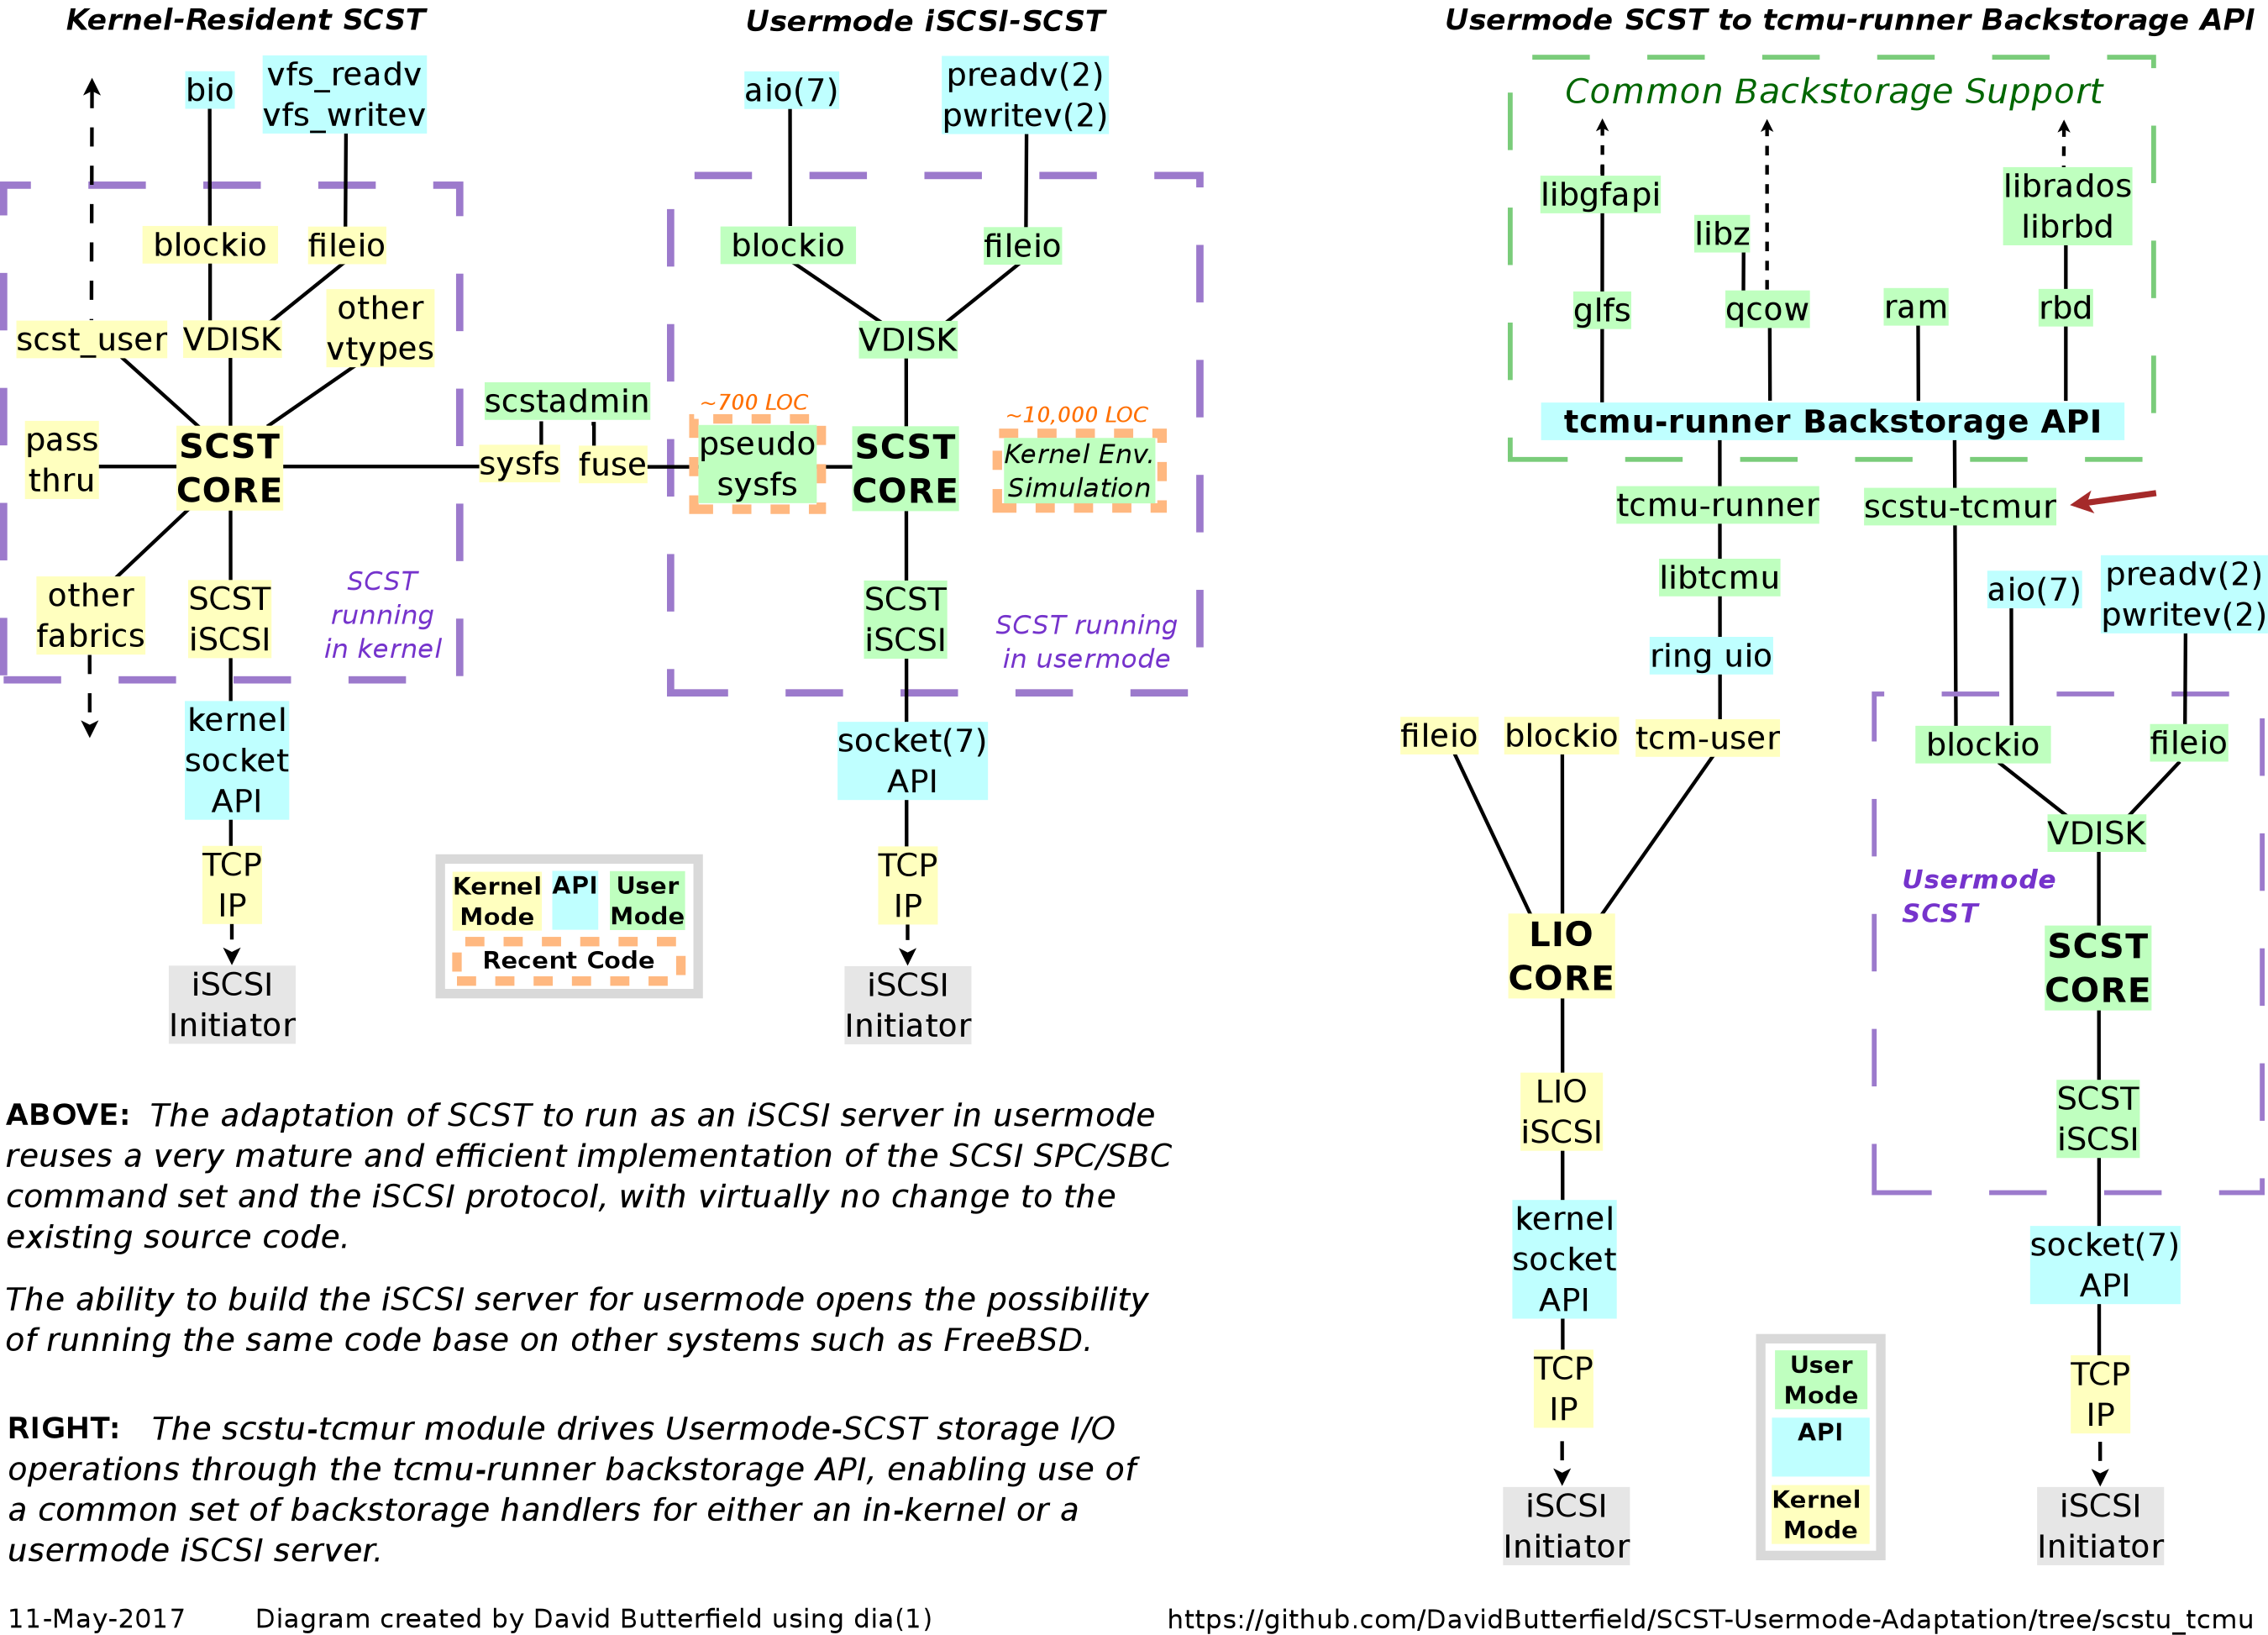 Kernel-Resident SCST
bio
vfs_readv
vfs_writev
blockio
fileio
scst_user
VDISK
other
vtypes
pass
thru
SCST
CORE
other
fabrics
SCST
iSCSI
SCST
running
in kernel
kernel
socket
API
TCP
IP
iSCSI
Initiator
scstadmin
sysfs
fuse
Usermode iSCSI-SCST
aio(7)
preadv(2)
pwritev(2)
blockio
fileio
VDISK
~700 LOC
pseudo
sysfs
SCST
CORE
~10,000 LOC
Kernel Env.
Simulation
SCST
iSCSI
SCST running
in usermode
socket(7)
API
TCP
IP
iSCSI
Initiator
Kernel
Mode
API
User
Mode
Recent Code
ABOVE: The adaptation of SCST to run as an iSCSI server in usermode
reuses a very mature and efficient implementation of the SCSI SPC/SBC
command set and the iSCSI protocol, with virtually no change to the
existing source code.
The ability to build the iSCSI server for usermode opens the possibility
of running the same code base on other systems such as FreeBSD.
RIGHT: The scstu-tcmur module drives Usermode-SCST storage I/O
operations through the tcmu-runner backstorage API, enabling use of
a common set of backstorage handlers for either an in-kernel or a
usermode iSCSI server.
Usermode SCST to tcmu-runner Backstorage API
Common Backstorage Support
libgfapi
libz
librados
librbd
glfs
qcow
ram
rbd
tcmu-runner Backstorage API
tcmu-runner
scstu-tcmur
libtcmu
ring uio
fileio
blockio
tcm-user
LIO
CORE
LIO
iSCSI
kernel
socket
API
TCP
IP
iSCSI
Initiator
aio(7)
preadv(2)
pwritev(2)
blockio
fileio
VDISK
Usermode
SCST
SCST
CORE
SCST
iSCSI
socket(7)
API
TCP
IP
iSCSI
Initiator
User
Mode
API
Kernel
Mode
11-May-2017 Diagram created by David Butterfield using dia(1) https://github.com/DavidButterfield/SCST-Usermode-Adaptation/tree/scstu_tcmu